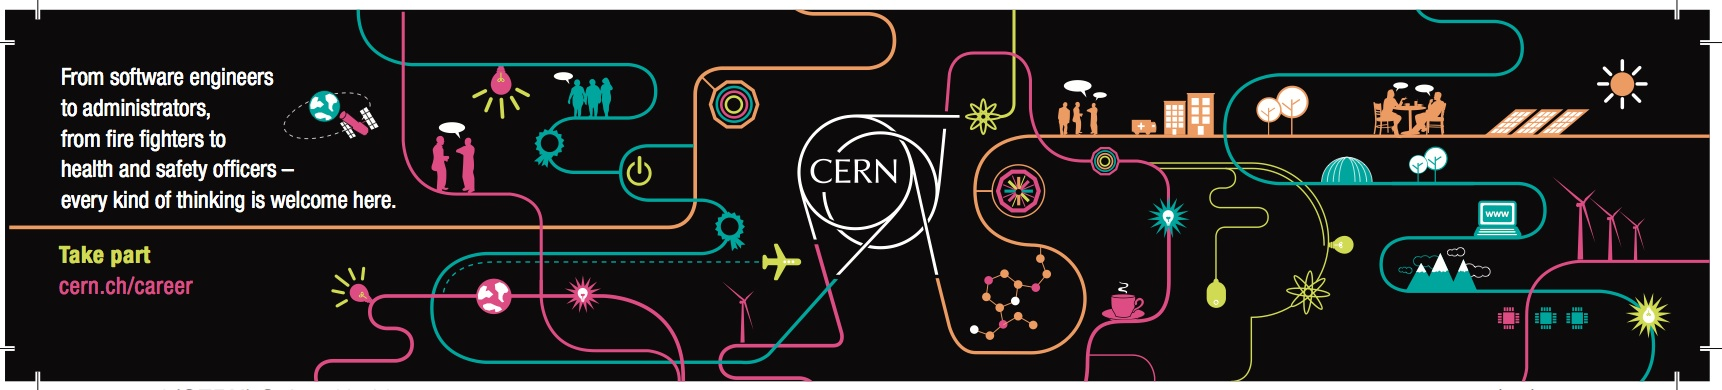 From software engineers
to administrators,
from fire fighters to
health and safety officers –
every kind of thinking is welcome here.
Take part
cern.ch/career
CERN
www